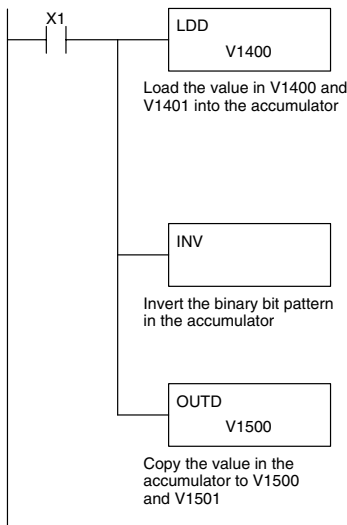 X1
LDD
V1400
Load the value in V1400 and
V1401 into the accumulator
INV
Invert the binary bit pattern
in the accumulator
OUTD
V1500
Copy the value in the
accumulator to V1500
and V1501